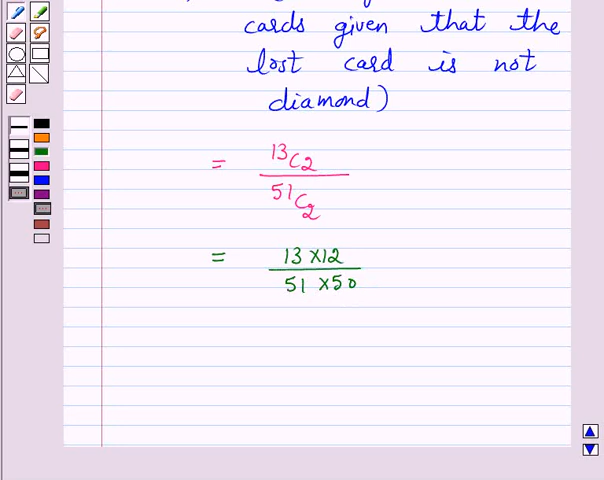 cards given that the
lost card is not
diamond)
= ¹³C₂
⁵¹C₂
= 13 ×12
51 ×50